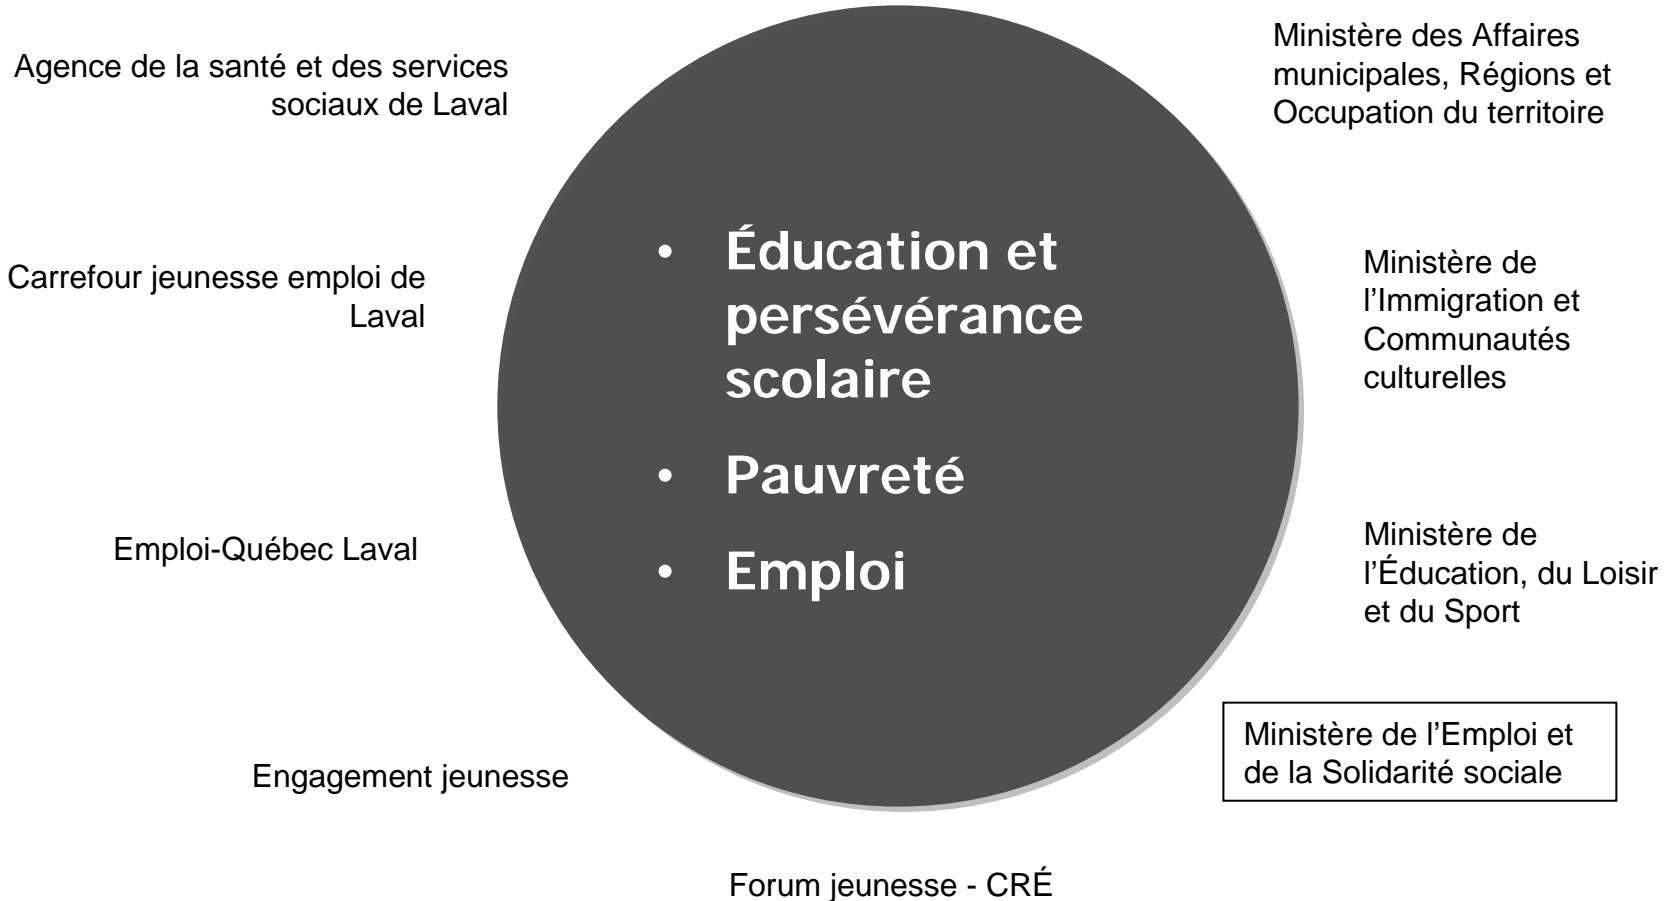 Agence de la santé et des services
sociaux de Laval
Carrefour jeunesse emploi de
Laval
Emploi-Québec Laval
Engagement jeunesse
• Éducation et
persévérance
scolaire
• Pauvreté
• Emploi
Ministère des Affaires
municipales, Régions et
Occupation du territoire
Ministère de
l’Immigration et
Communautés
culturelles
Ministère de
l’Éducation, du Loisir
et du Sport
Ministère de l’Emploi et
de la Solidarité sociale
Forum jeunesse - CRÉ